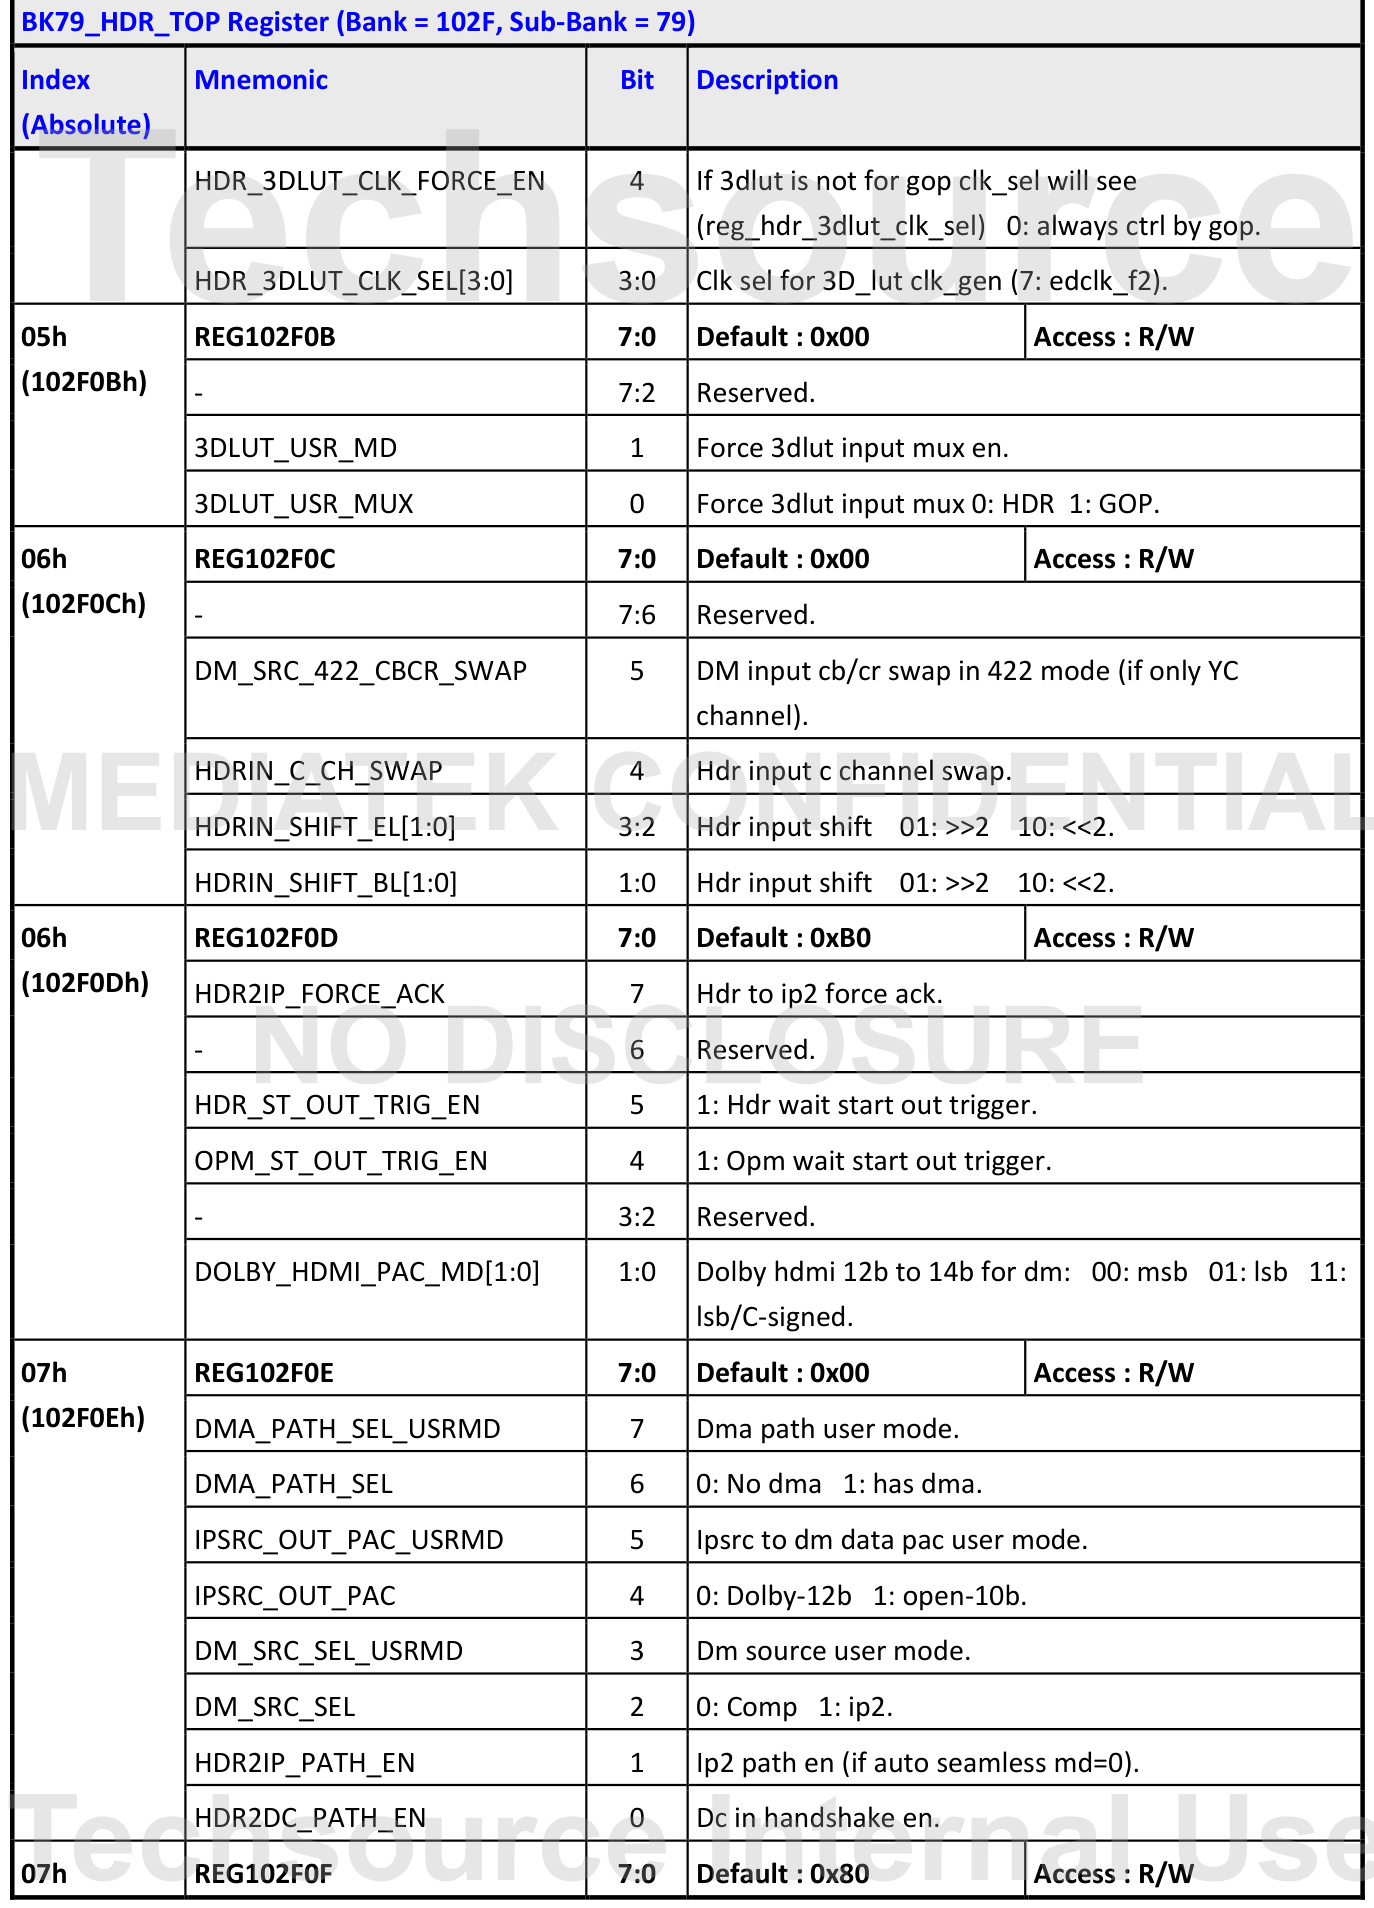 BK79_HDR_TOP Register (Bank = 102F, Sub-Bank = 79)
Index (Absolute) Mnemonic Bit Description
HDR_3DLUT_CLK_FORCE_EN 4 If 3dlut is not for gop clk_sel will see
(reg_hdr_3dlut_clk_sel) 0: always ctrl by gop.
HDR_3DLUT_CLK_SEL[3:0] 3:0 Clk sel for 3D_lut clk_gen (7: edclk_f2).
Techsource
05h REG102F0B 7:0 Default : 0x00 Access : R/W
(102F0Bh)
- 7:2 Reserved.
3DLUT_USR_MD 1 Force 3dlut input mux en.
3DLUT_USR_MUX 0 Force 3dlut input mux 0: HDR 1: GOP.
06h REG102F0C 7:0 Default : 0x00 Access : R/W
(102F0Ch)
- 7:6 Reserved.
DM_SRC_422_CBCR_SWAP 5 DM input cb/cr swap in 422 mode (if only YC
channel).
HDRIN_C_CH_SWAP 4 Hdr input c channel swap.
MEDIATEK CONFIDENTIAL
HDRIN_SHIFT_EL[1:0] 3:2 Hdr input shift 01: >>2 10: <<2.
HDRIN_SHIFT_BL[1:0] 1:0 Hdr input shift 01: >>2 10: <<2.
06h REG102F0D 7:0 Default : 0xB0 Access : R/W
(102F0Dh)
HDR2IP_FORCE_ACK 7 Hdr to ip2 force ack.
NO DISCLOSURE
- 6 Reserved.
HDR_ST_OUT_TRIG_EN 5 1: Hdr wait start out trigger.
OPM_ST_OUT_TRIG_EN 4 1: Opm wait start out trigger.
- 3:2 Reserved.
DOLBY_HDMI_PAC_MD[1:0] 1:0 Dolby hdmi 12b to 14b for dm: 00: msb 01: lsb 11:
lsb/C-signed.
07h REG102F0E 7:0 Default : 0x00 Access : R/W
(102F0Eh)
DMA_PATH_SEL_USRMD 7 Dma path user mode.
DMA_PATH_SEL 6 0: No dma 1: has dma.
IPSRC_OUT_PAC_USRMD 5 Ipsrc to dm data pac user mode.
IPSRC_OUT_PAC 4 0: Dolby-12b 1: open-10b.
DM_SRC_SEL_USRMD 3 Dm source user mode.
DM_SRC_SEL 2 0: Comp 1: ip2.
HDR2IP_PATH_EN 1 Ip2 path en (if auto seamless md=0).
HDR2DC_PATH_EN 0 Dc in handshake en.
Techsource Internal Use
07h REG102F0F 7:0 Default : 0x80 Access : R/W